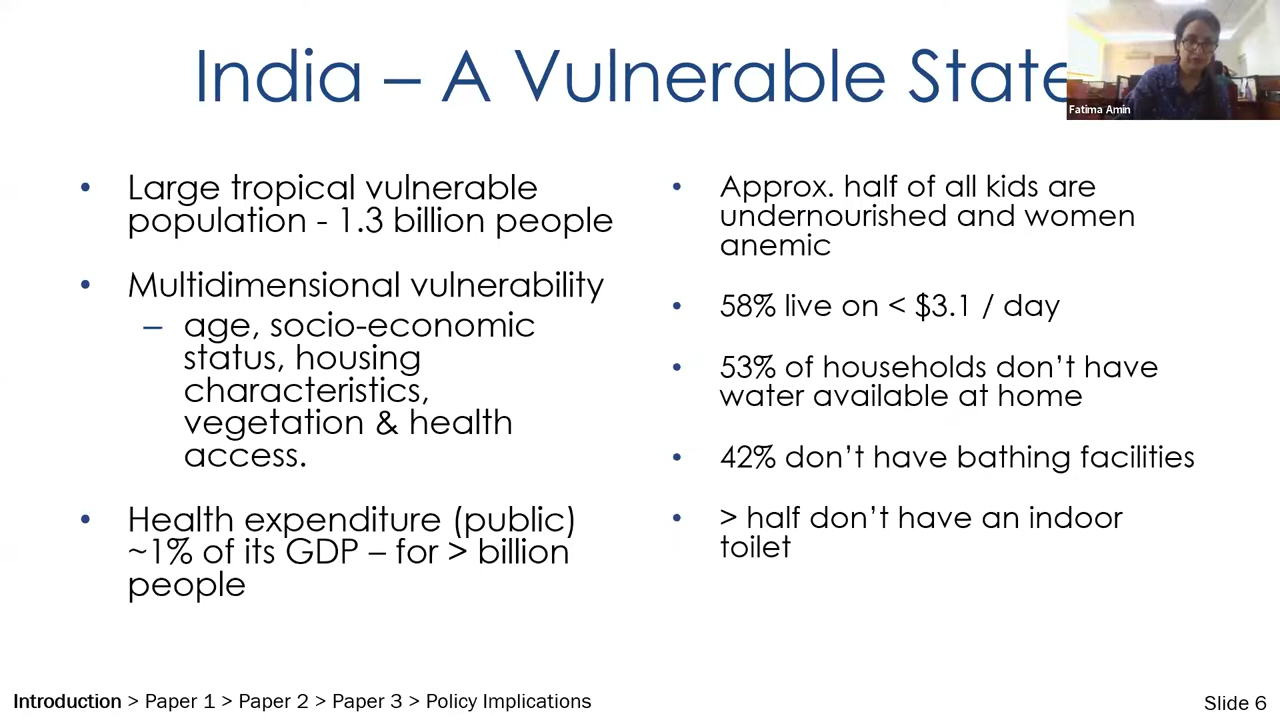 India – A Vulnerable State
Fatima Amin
• Large tropical vulnerable
population - 1.3 billion people
• Multidimensional vulnerability
– age, socio-economic
status, housing
characteristics,
vegetation & health
access.
• Health expenditure (public)
~1% of its GDP – for > billion
people
• Approx. half of all kids are
undernourished and women
anemic
• 58% live on < $3.1 / day
• 53% of households don’t have
water available at home
• 42% don’t have bathing facilities
• > half don’t have an indoor
toilet
Introduction > Paper 1 > Paper 2 > Paper 3 > Policy Implications
Slide 6